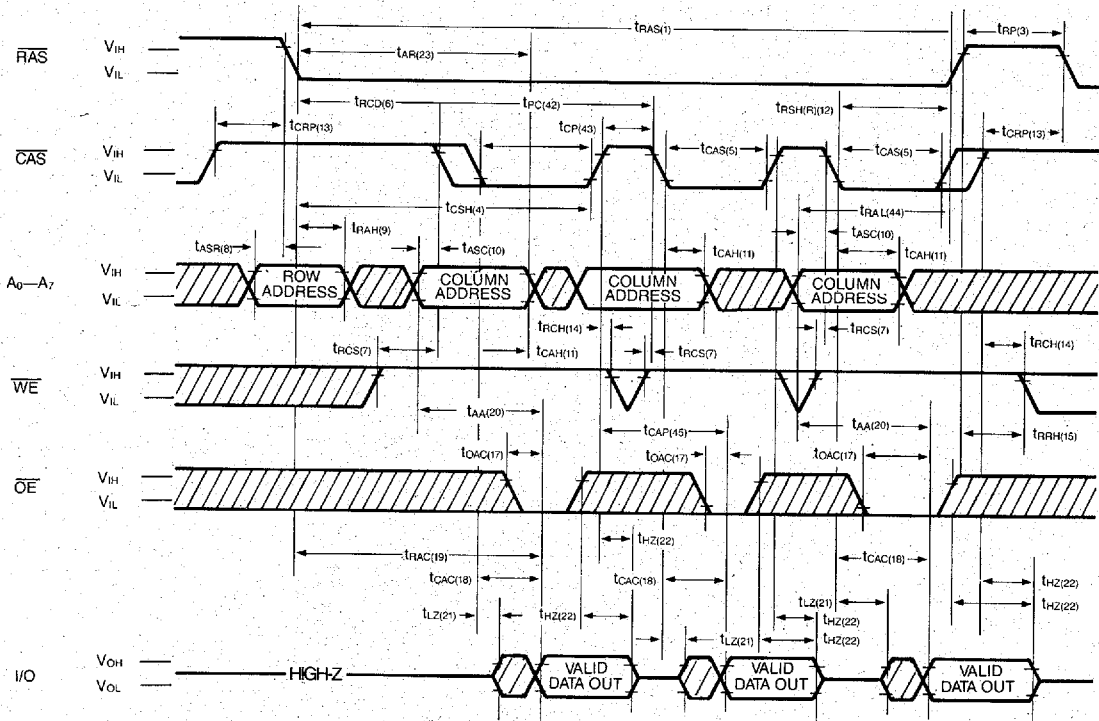 tRAS(1) tRP(3)
tAR(23)
RAS VIH
VIL
tRCD(6) tPC(42) tRSH(R)(12)
tCRP(13) tCP(43) tCRP(13)
CAS VIH tCAS(5) tCAS(5)
VIL
tCSH(4) tRAL(44)
tRAH(9) tASC(10)
tASR(8) tASC(10) tCAH(11) tCAH(11)
A0—A7 VIH ROW ADDRESS COLUMN ADDRESS COLUMN ADDRESS COLUMN ADDRESS
VIL
tRCH(14) tRCS(7)
tRCS(7) tCAH(11) tRCS(7) tRCH(14)
WE VIH
VIL
tAA(20) tCAP(45) tAA(20) tRRH(15)
tOAC(17) tOAC(17) tOAC(17)
OE VIH
VIL
tHZ(22)
tRAC(19) tCAC(18)
tCAC(18) tCAC(18) tHZ(22)
tLZ(21) tHZ(22) tLZ(21) tHZ(22)
tHZ(22)
tLZ(21) tHZ(22)
I/O VOH HIGH-Z VALID DATA OUT VALID DATA OUT VALID DATA OUT
VOL